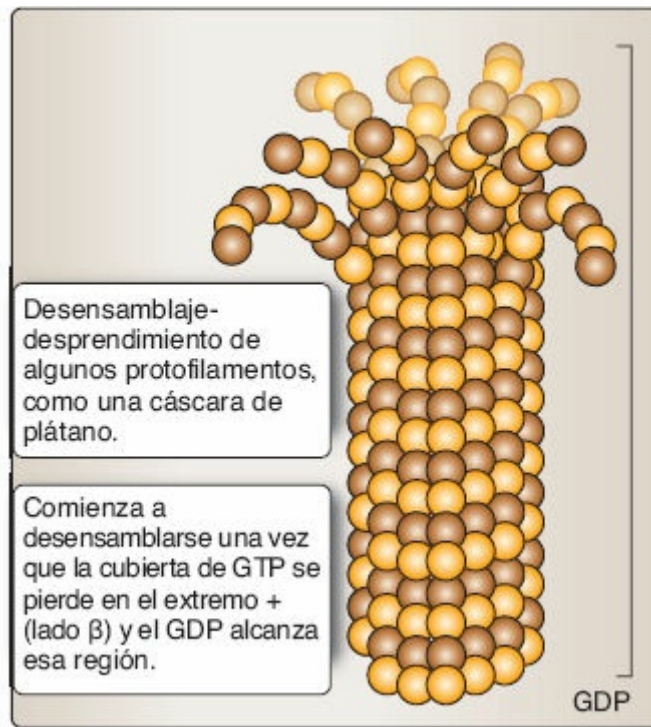 Desensamblaje-
desprendimiento de
algunos protofilamentos,
como una cáscara de
plátano.
Comienza a
desensamblarse una vez
que la cubierta de GTP se
pierde en el extremo +
(lado β) y el GDP alcanza
esa región.
GDP